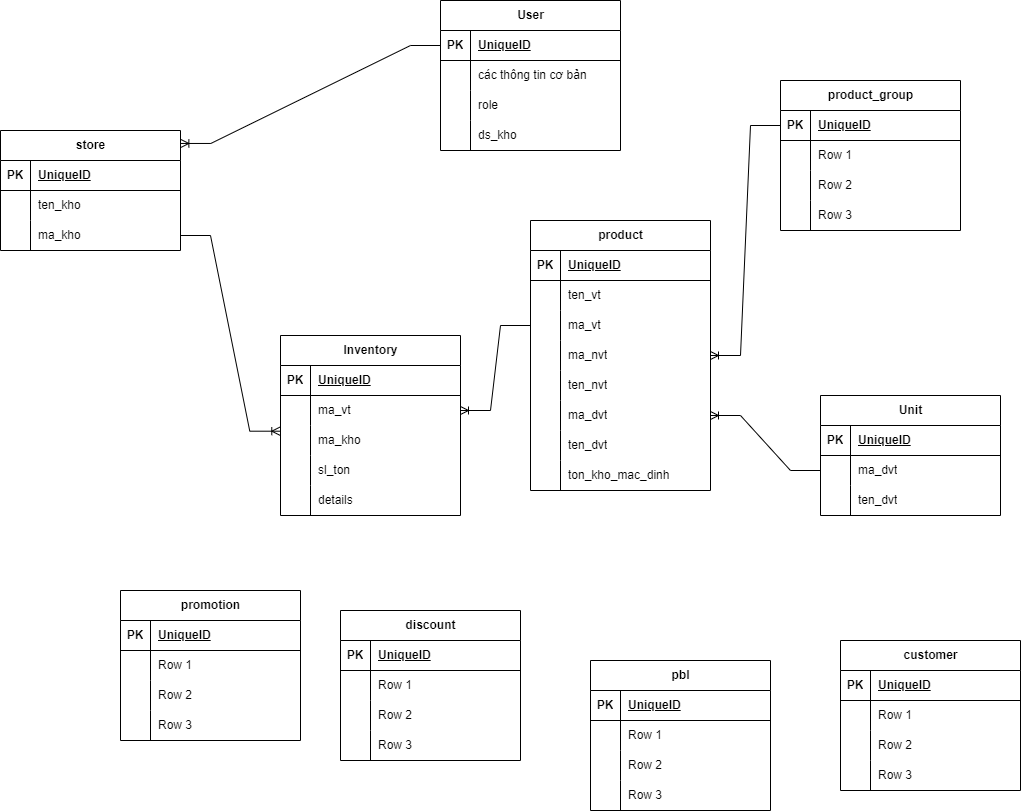 User
PK UniqueID
các thông tin cơ bản
role
ds_kho
product_group
PK UniqueID
Row 1
Row 2
Row 3
store
PK UniqueID
ten_kho
ma_kho
product
PK UniqueID
ten_vt
ma_vt
ma_nvt
ten_nvt
ma_dvt
ten_dvt
ton_kho_mac_dinh
Inventory
PK UniqueID
ma_vt
ma_kho
sl_ton
details
Unit
PK UniqueID
ma_dvt
ten_dvt
promotion
PK UniqueID
Row 1
Row 2
Row 3
discount
PK UniqueID
Row 1
Row 2
Row 3
pbl
PK UniqueID
Row 1
Row 2
Row 3
customer
PK UniqueID
Row 1
Row 2
Row 3